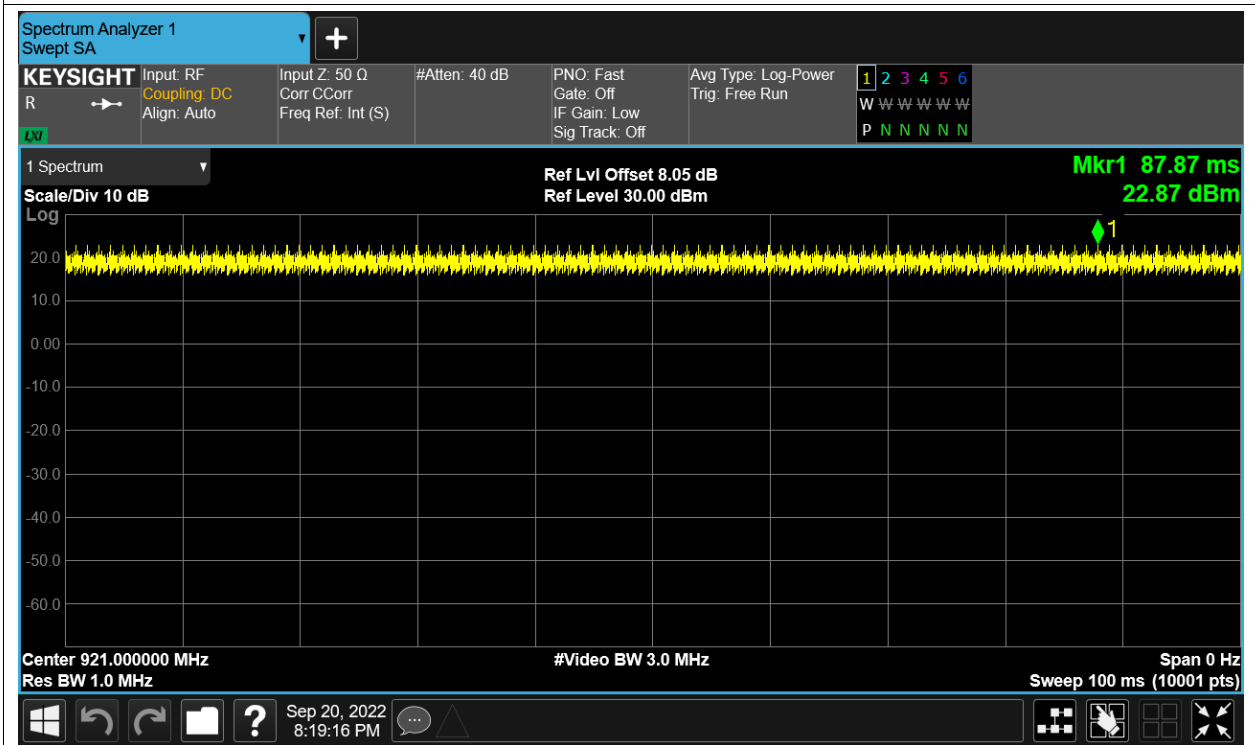 Spectrum Analyzer 1
Swept SA
KEYSIGHT
R
LXI
Input: RF
Coupling: DC
Align: Auto
Input Z: 50 Ω
Corr CCorr
Freq Ref: Int (S)
#Atten: 40 dB
PNO: Fast
Gate: Off
IF Gain: Low
Sig Track: Off
Avg Type: Log-Power
Trig: Free Run
1 2 3 4 5 6
W W W W W W
P N N N N N
1 Spectrum
Scale/Div 10 dB
Log
Ref Lvl Offset 8.05 dB
Ref Level 30.00 dBm
Mkr1 87.87 ms
22.87 dBm
1
20.0
10.0
0.00
-10.0
-20.0
-30.0
-40.0
-50.0
-60.0
Center 921.000000 MHz
Res BW 1.0 MHz
#Video BW 3.0 MHz
Span 0 Hz
Sweep 100 ms (10001 pts)
?
Sep 20, 2022
8:19:16 PM